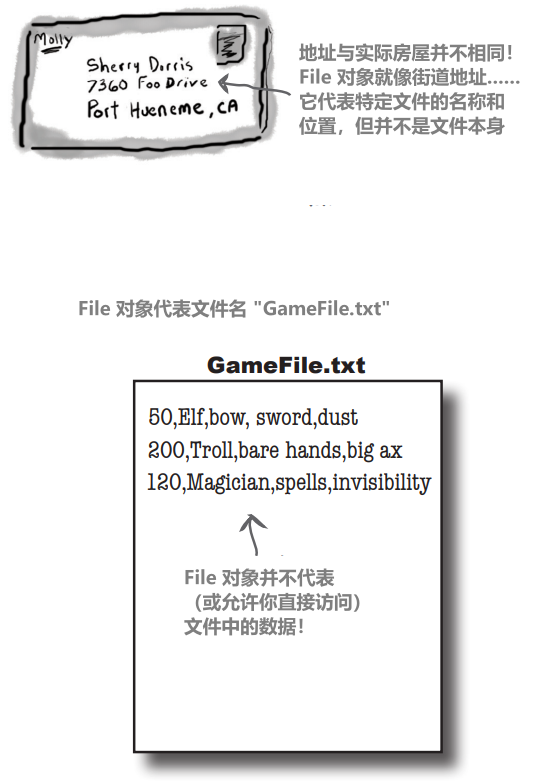 Molly
Sherry Dorris
7360 Foo Drive
Port Hueneme, CA
地址与实际房屋并不相同！
File 对象就像街道地址……
它代表特定文件的名称和
位置，但并不是文件本身
File 对象代表文件名 "GameFile.txt"
GameFile.txt
50,Elf,bow, sword,dust
200,Troll,bare hands,big ax
120,Magician,spells,invisibility
File 对象并不代表
（或允许你直接访问）
文件中的数据！